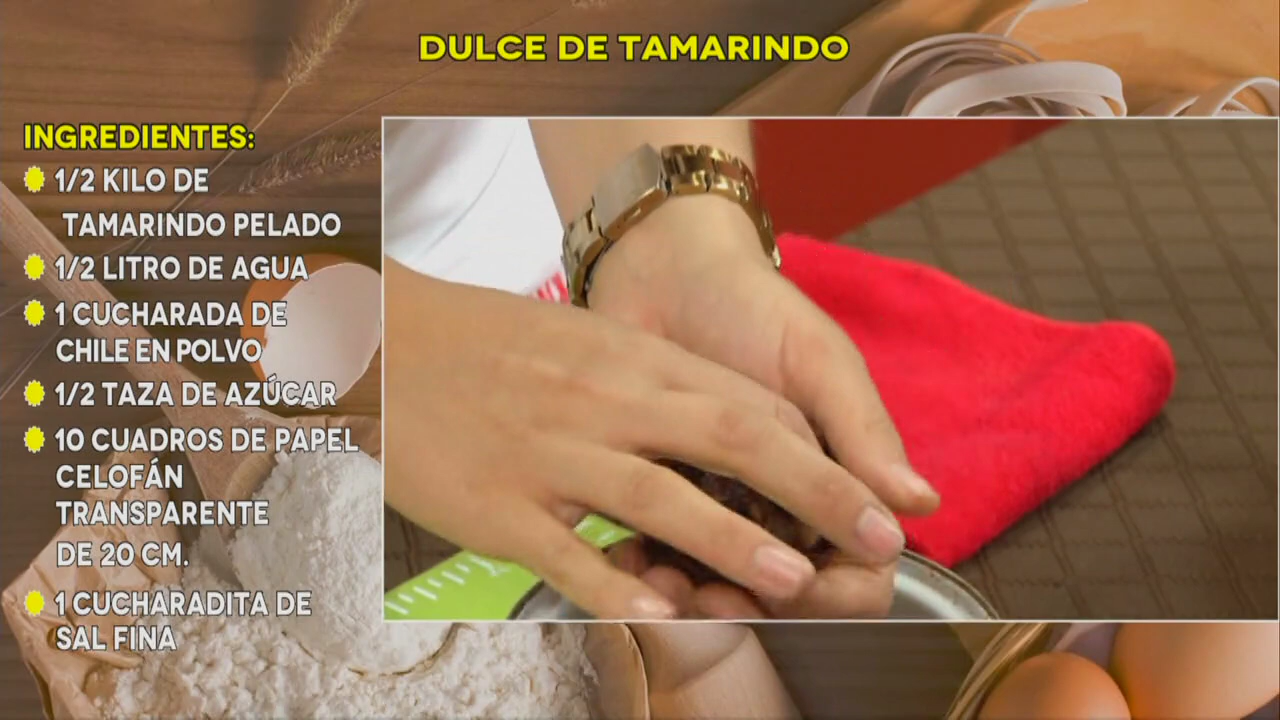 DULCE DE TAMARINDO
INGREDIENTES:
1/2 KILO DE
TAMARINDO PELADO
1/2 LITRO DE AGUA
1 CUCHARADA DE
CHILE EN POLVO
1/2 TAZA DE AZÚCAR
10 CUADROS DE PAPEL
CELOFÁN
TRANSPARENTE
DE 20 CM.
1 CUCHARADITA DE
SAL FINA